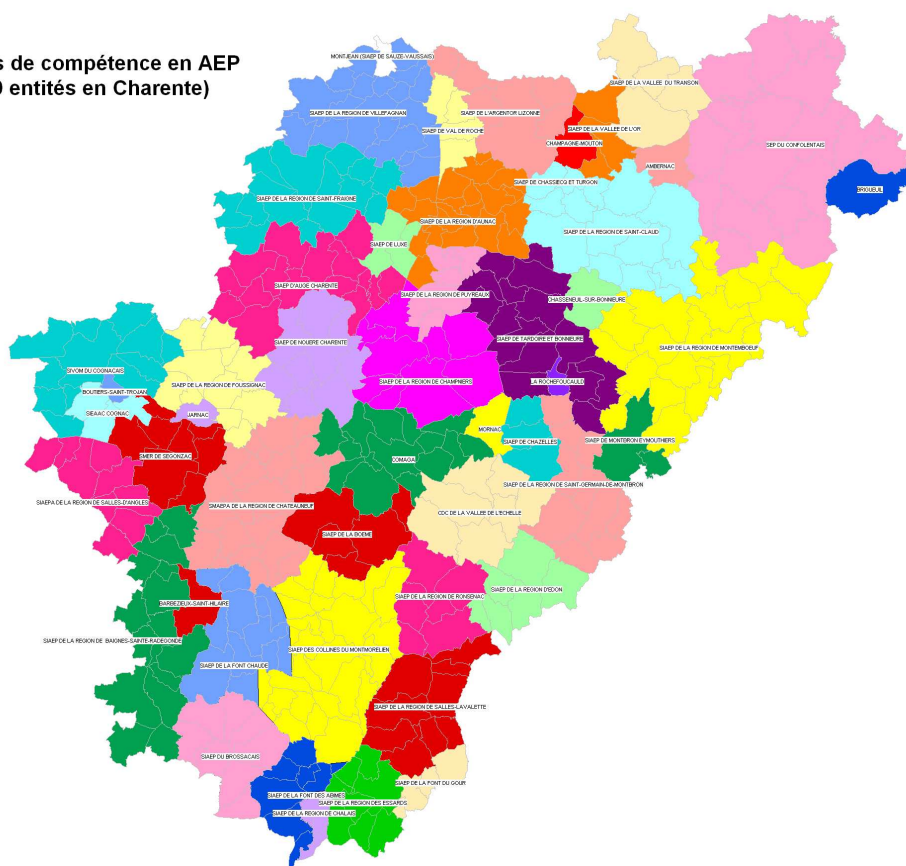 s de compétence en AEP
entités en Charente)
MONTJEAN (SIAEP DE SAUZE-VAUSSAIS)
SIAEP DE LA REGION DE VILLEFAGNAN
SIAEP DE VAL DE ROCHE
SIAEP DE L'ARGENTOR LIZONNE
SIAEP DE LA VALLEE DU TRANSON
SIAEP DE LA VALLEE DE L'OR
CHAMPAGNE-MOUTON
SEP DU CONFOLENTAIS
AMBERNAC
SIAEP DE CHASSIECQ ET TURGON
BRIGUEUIL
SIAEP DE LA REGION DE SAINT-FRAIGNE
SIAEP DE LA REGION D'AUNAC
SIAEP DE LA REGION DE SAINT-CLAUD
SIAEP DE LUXE
SIAEP D'AUGE CHARENTE
SIAEP DE LA REGION DE PUYREAUX
CHASSENEUIL-SUR-BONNIEURE
SIAEP DE NOUERE CHARENTE
SIAEP DE TARDOIRE ET BONNIEURE
SIAEP DE LA REGION DE MONTEMBOEUF
SIVOM DU COGNACAIS
SIAEP DE LA REGION DE FOUSSIGNAC
SIAEP DE LA REGION DE CHAMPNIERS
LA ROCHEFOUCAULD
BOUTIERS-SAINT-TROJAN
SIEAAC COGNAC
JARNAC
MORNAC
SIAEP DE CHAZELLES
SIAEP DE MONTBRON EYMOUTHIERS
SMER DE SEGONZAC
COMAGA
SIAEP DE LA REGION DE SAINT-GERMAIN-DE-MONTBRON
SIAEPA DE LA REGION DE SALLES-D'ANGLES
SMAEPA DE LA REGION DE CHATEAUNEUF
CDC DE LA VALLEE DE L'ECHELLE
SIAEP DE LA BOEME
SIAEP DE LA REGION D'EDON
BARBEZIEUX-SAINT-HILAIRE
SIAEP DE LA REGION DE RONSENAC
SIAEP DE LA REGION DE BAIGNES-SAINTE-RADEGONDE
SIAEP DES COLLINES DU MONTMORELIEN
SIAEP DE LA FONT CHAUDE
SIAEP DE LA REGION DE SALLES-LAVALETTE
SIAEP DU BROSSACAIS
SIAEP DE LA FONT DU GOUR
SIAEP DE LA FONT DES ABIMES
SIAEP DE LA REGION DES ESSARDS
SIAEP DE LA REGION DE CHALAIS